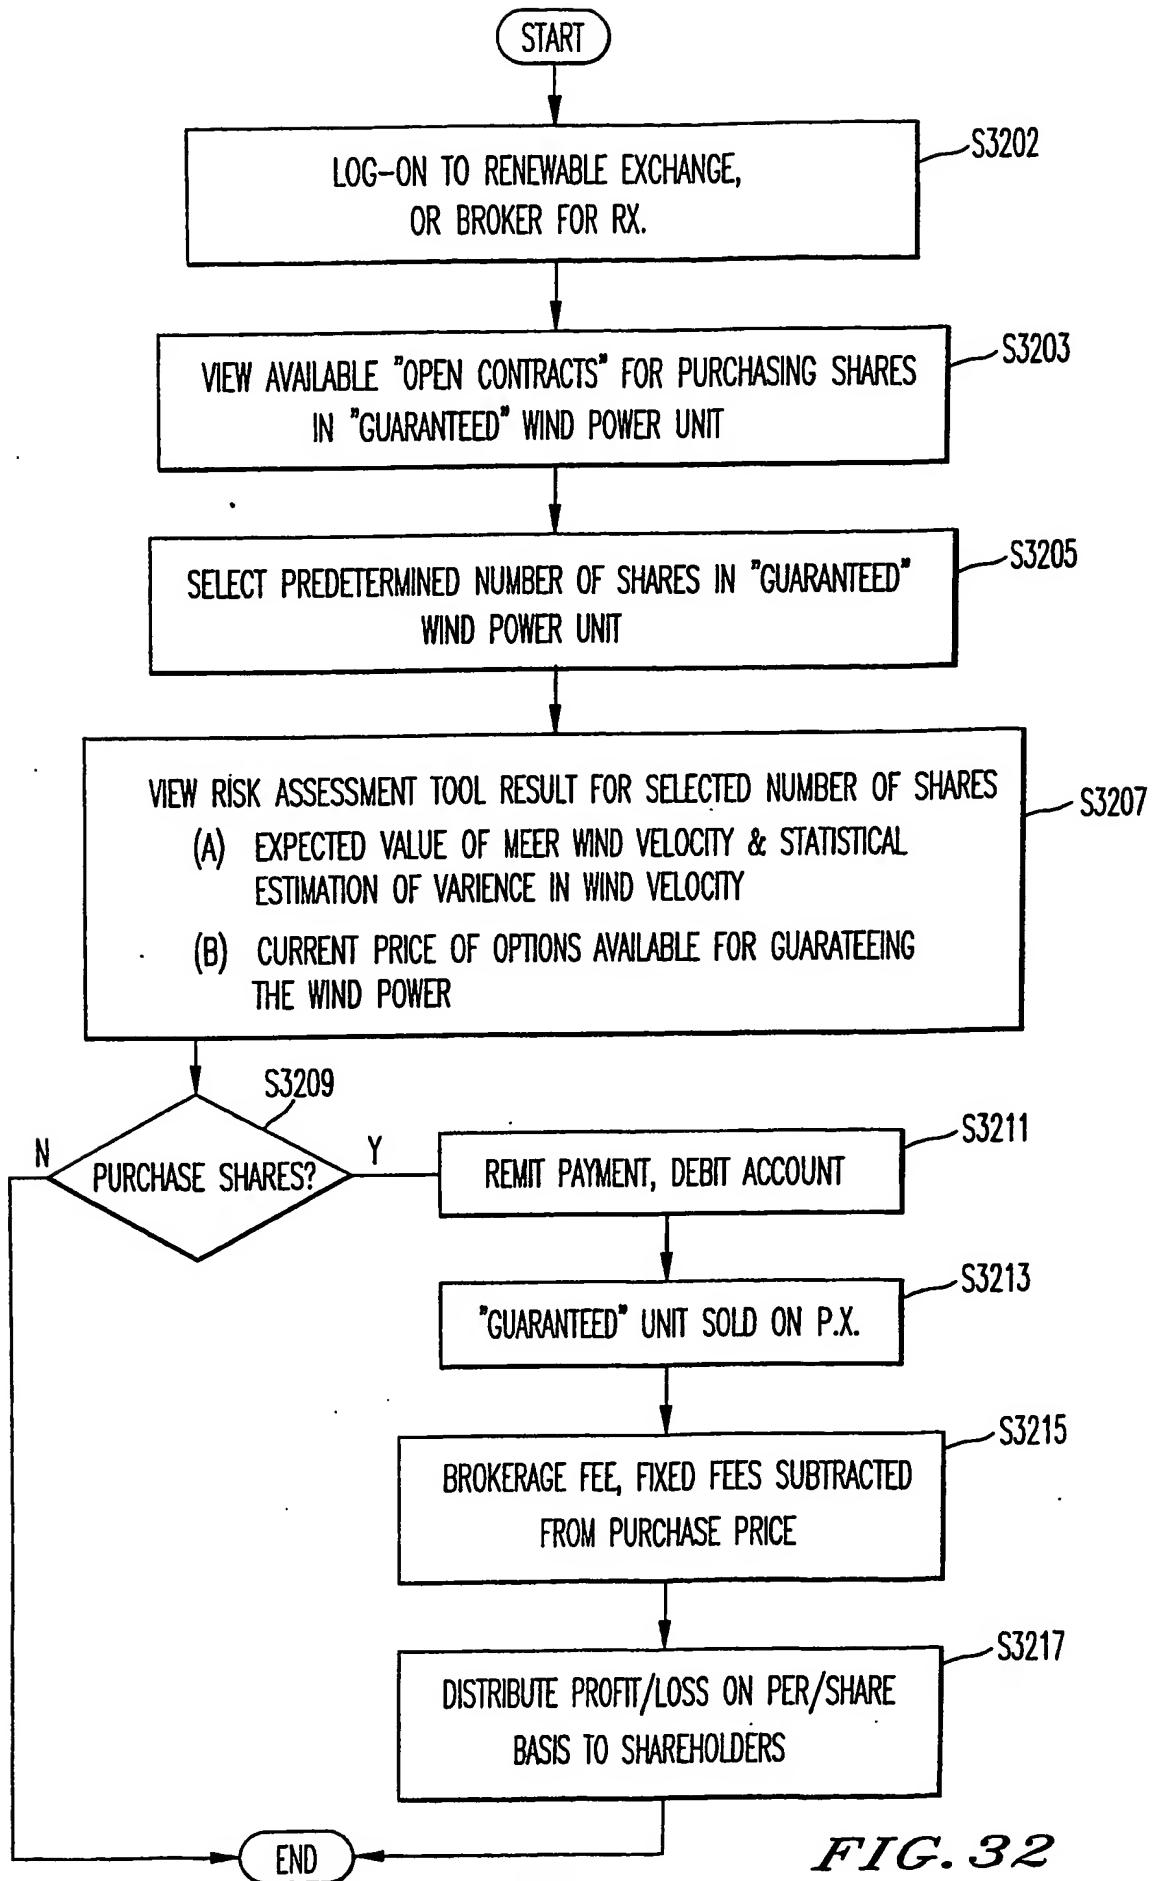 START
LOG-ON TO RENEWABLE EXCHANGE,
OR BROKER FOR RX.
S3202
VIEW AVAILABLE "OPEN CONTRACTS" FOR PURCHASING SHARES
IN "GUARANTEED" WIND POWER UNIT
S3203
SELECT PREDETERMINED NUMBER OF SHARES IN "GUARANTEED"
WIND POWER UNIT
S3205
VIEW RISK ASSESSMENT TOOL RESULT FOR SELECTED NUMBER OF SHARES
(A) EXPECTED VALUE OF MEER WIND VELOCITY & STATISTICAL
ESTIMATION OF VARIENCE IN WIND VELOCITY
(B) CURRENT PRICE OF OPTIONS AVAILABLE FOR GUARATEEING
THE WIND POWER
S3207
S3209
N
PURCHASE SHARES?
Y
REMIT PAYMENT, DEBIT ACCOUNT
S3211
"GUARANTEED" UNIT SOLD ON P.X.
S3213
BROKERAGE FEE, FIXED FEES SUBTRACTED
FROM PURCHASE PRICE
S3215
DISTRIBUTE PROFIT/LOSS ON PER/SHARE
BASIS TO SHAREHOLDERS
S3217
END
FIG. 32